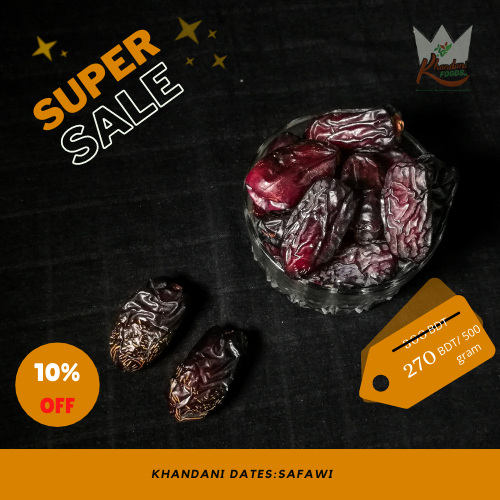 SUPER
SALE
Khandani
FOODS
300 BDT
270 BDT/ 500
gram
10%
OFF
KHANDANI DATES:SAFAWI